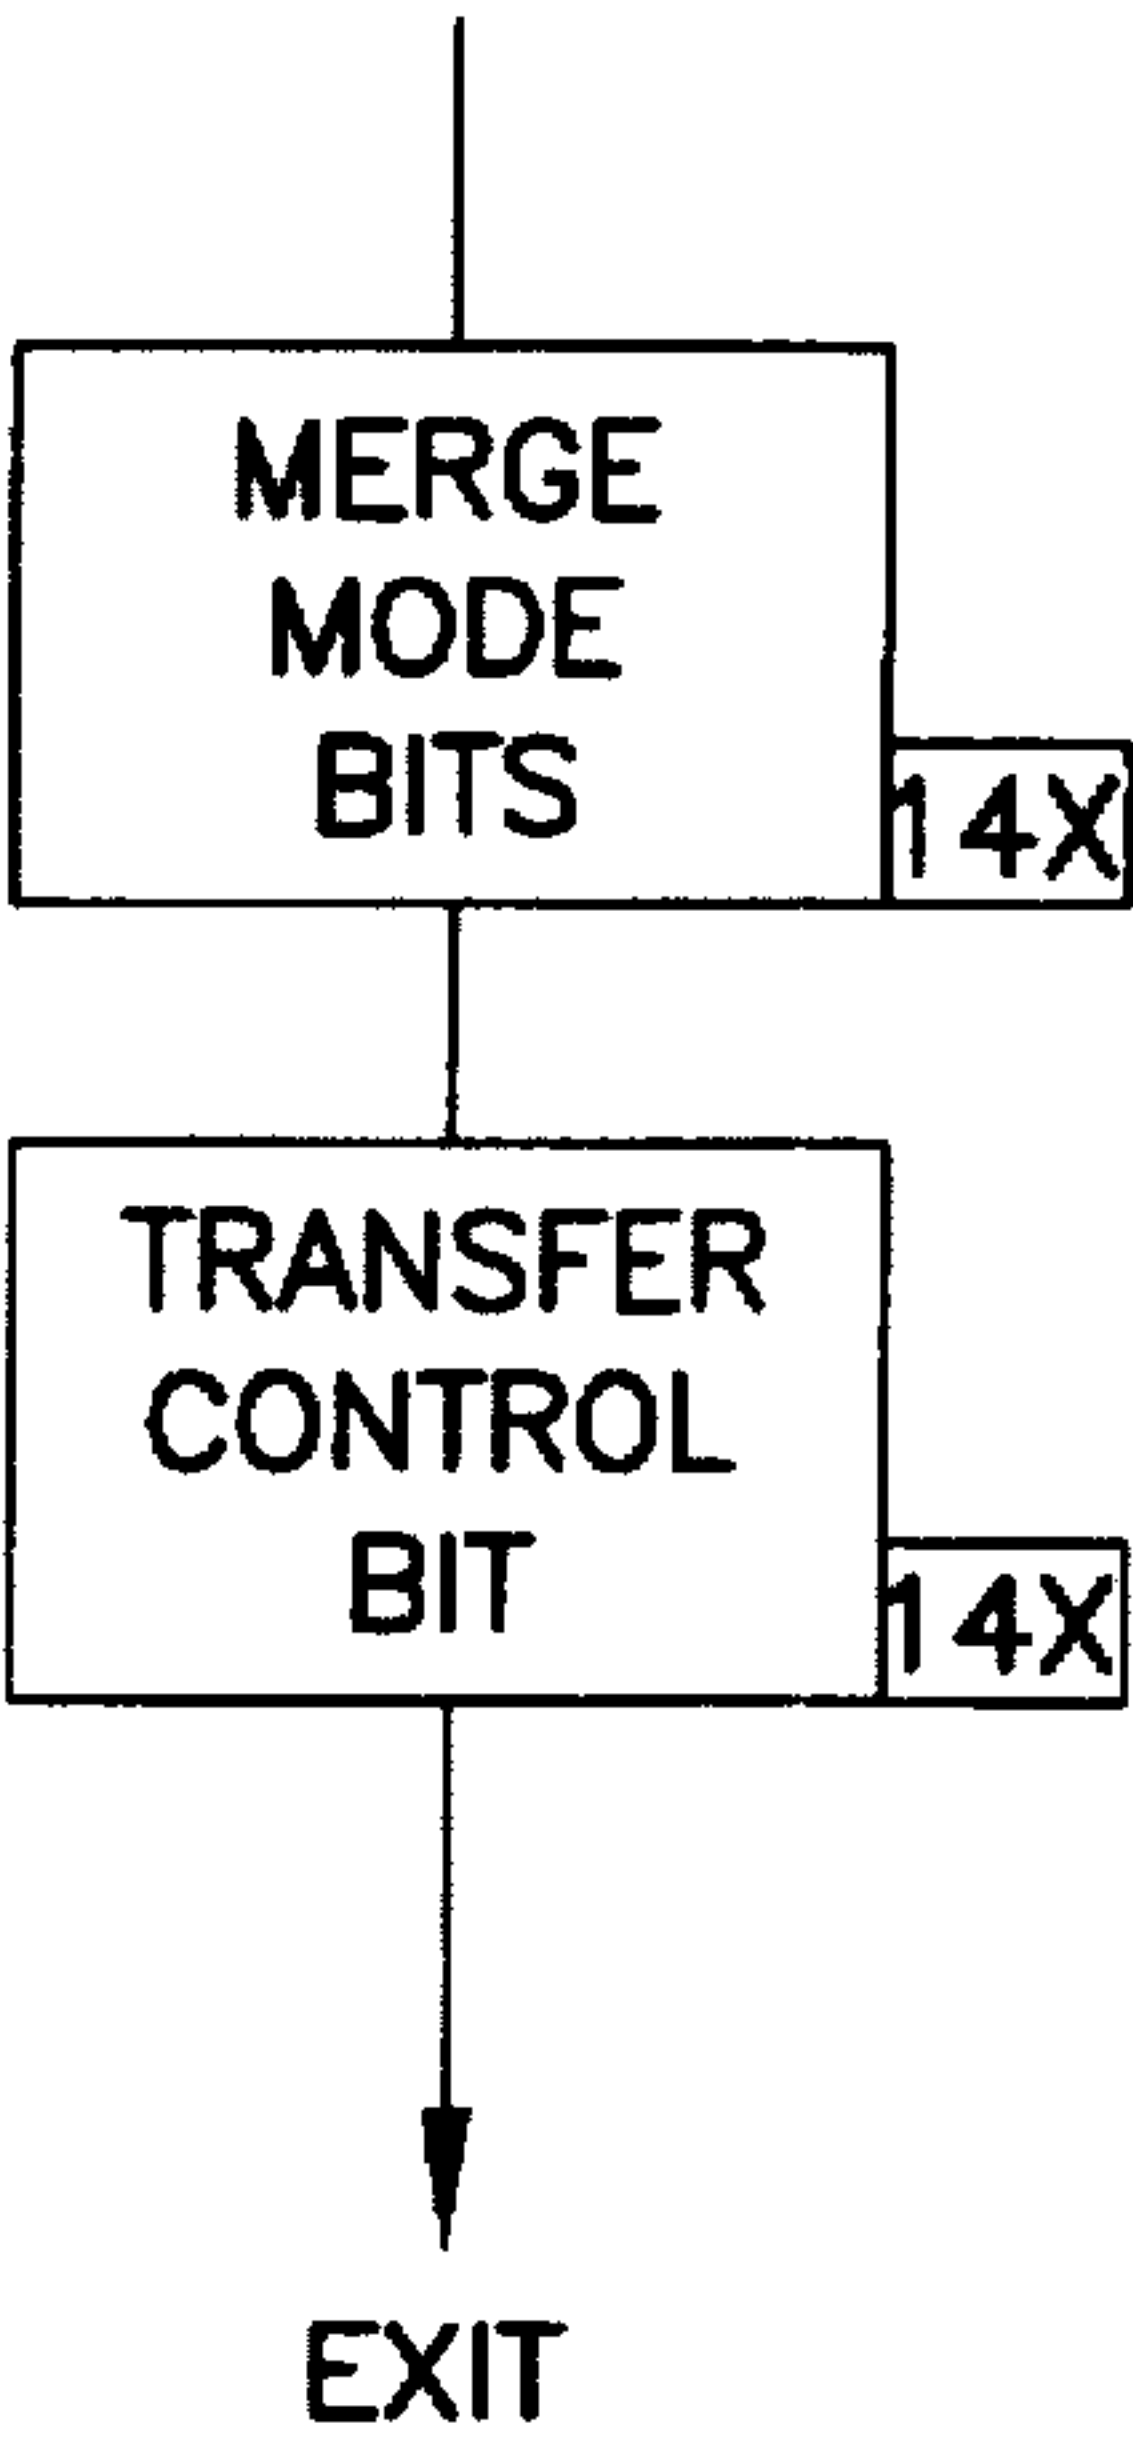 MERGE
MODE
BITS
14X
TRANSFER
CONTROL
BIT
14X
EXIT